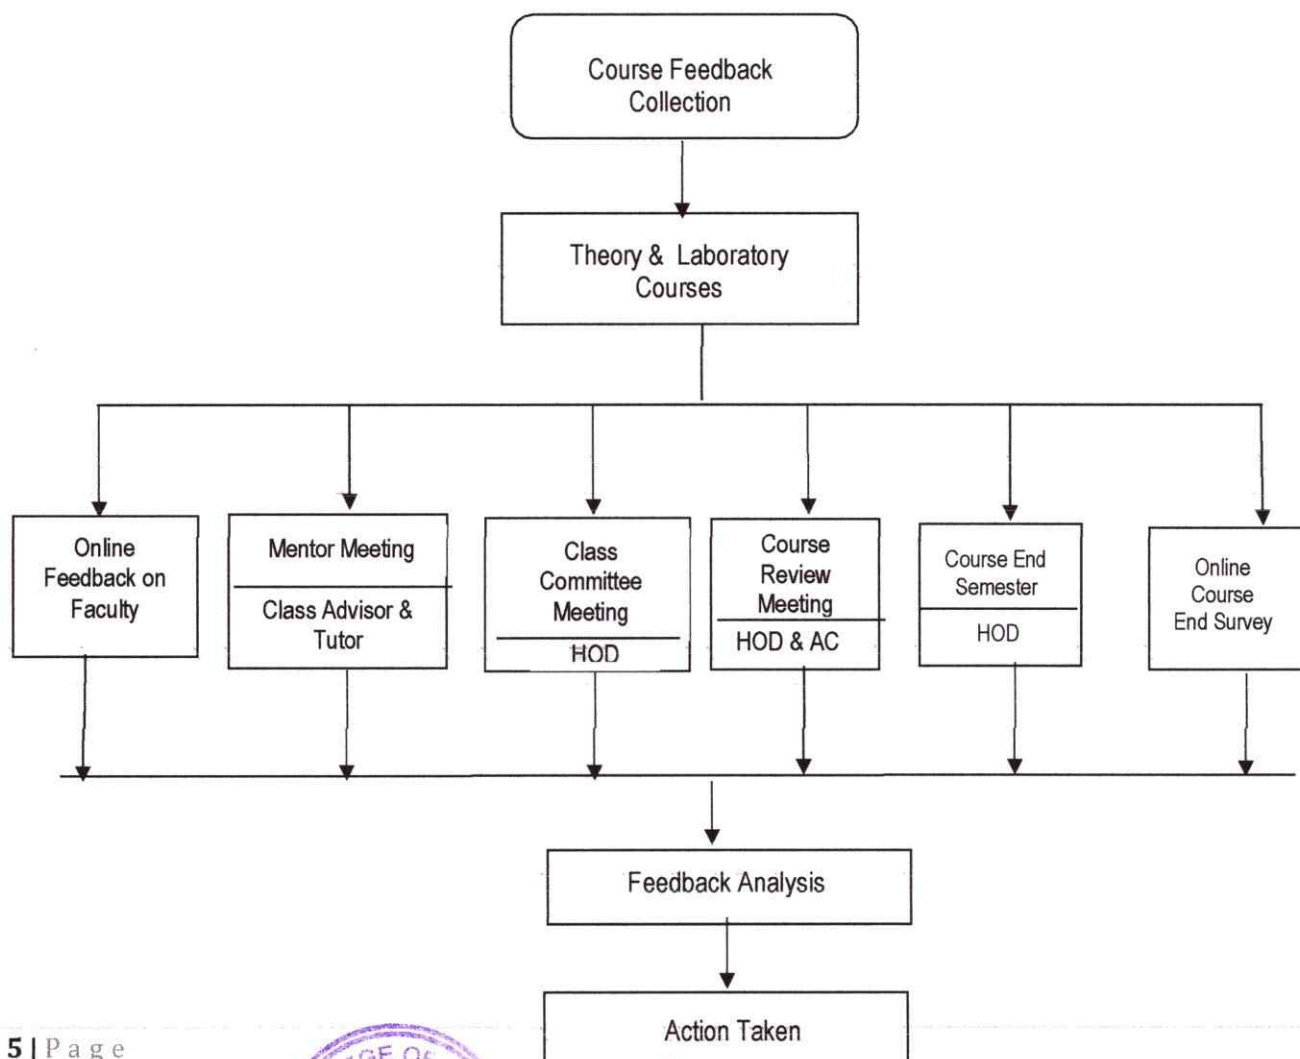 Course Feedback
Collection
Theory & Laboratory
Courses
Online
Feedback on
Faculty
Mentor Meeting
Class Advisor &
Tutor
Class
Committee
Meeting
HOD
Course
Review
Meeting
HOD & AC
Course End
Semester
HOD
Online
Course
End Survey
Feedback Analysis
Action Taken
5 | Page
GE OF